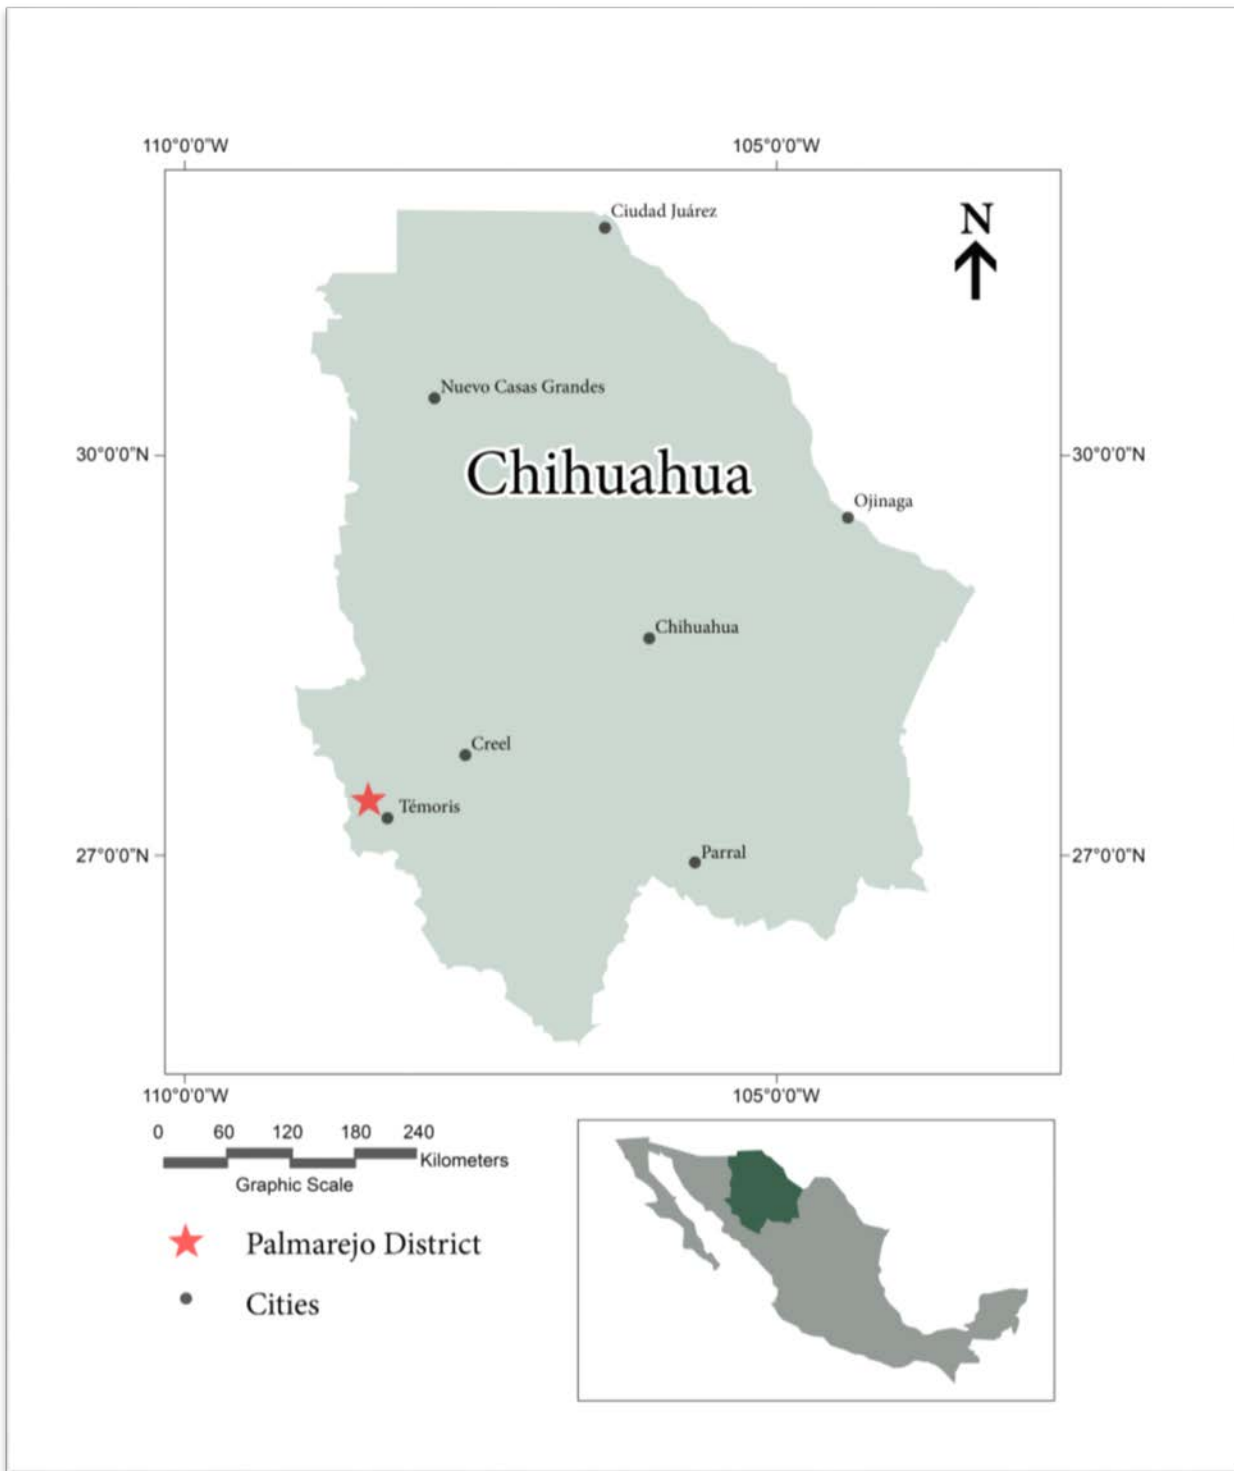 110°0'0"W 105°0'0"W
Ciudad Juárez
N
Nuevo Casas Grandes
30°0'0"N 30°0'0"N
Chihuahua
Ojinaga
Chihuahua
Creel
Témoris
27°0'0"N 27°0'0"N
Parral
110°0'0"W 105°0'0"W
0 60 120 180 240
Kilometers
Graphic Scale
Palmarejo District
Cities